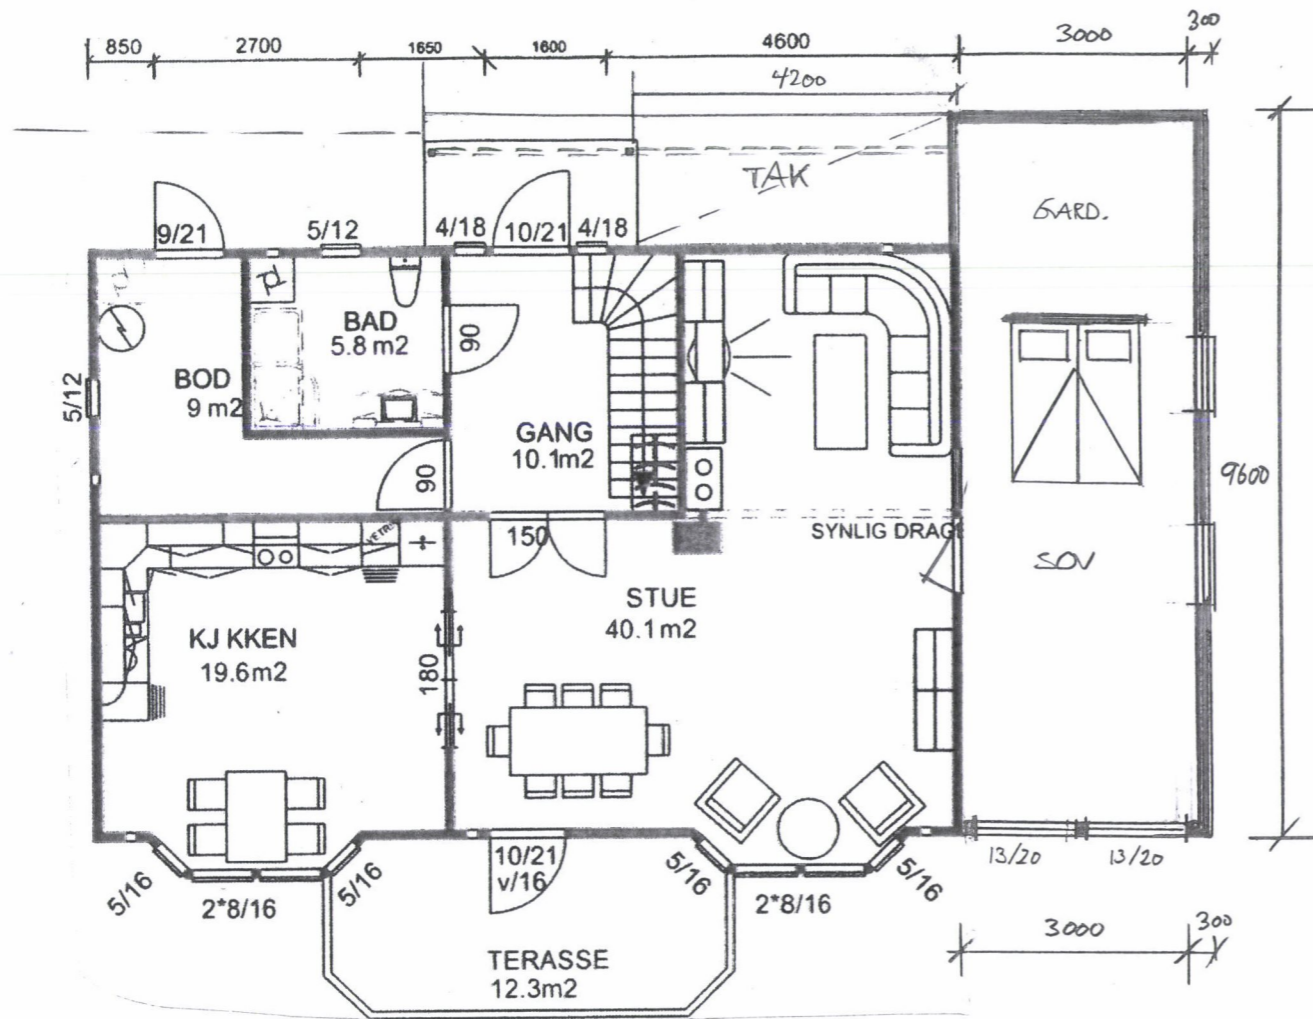 850 2700 1650 1600 4600 3000 300
4200
TAK
GARD.
9/21 5/12 4/18 10/21 4/18
BAD
5.8 m2
90
BOD
9 m2
5/12
GANG
10.1m2
90
9600
150
SYNLIG DRAGE
SOV
STUE
40.1m2
KJ KKEN
19.6m2
180
10/21
v/16
5/16
2*8/16
5/16
5/16
2*8/16
5/16
13/20 13/20
3000 300
TERASSE
12.3m2